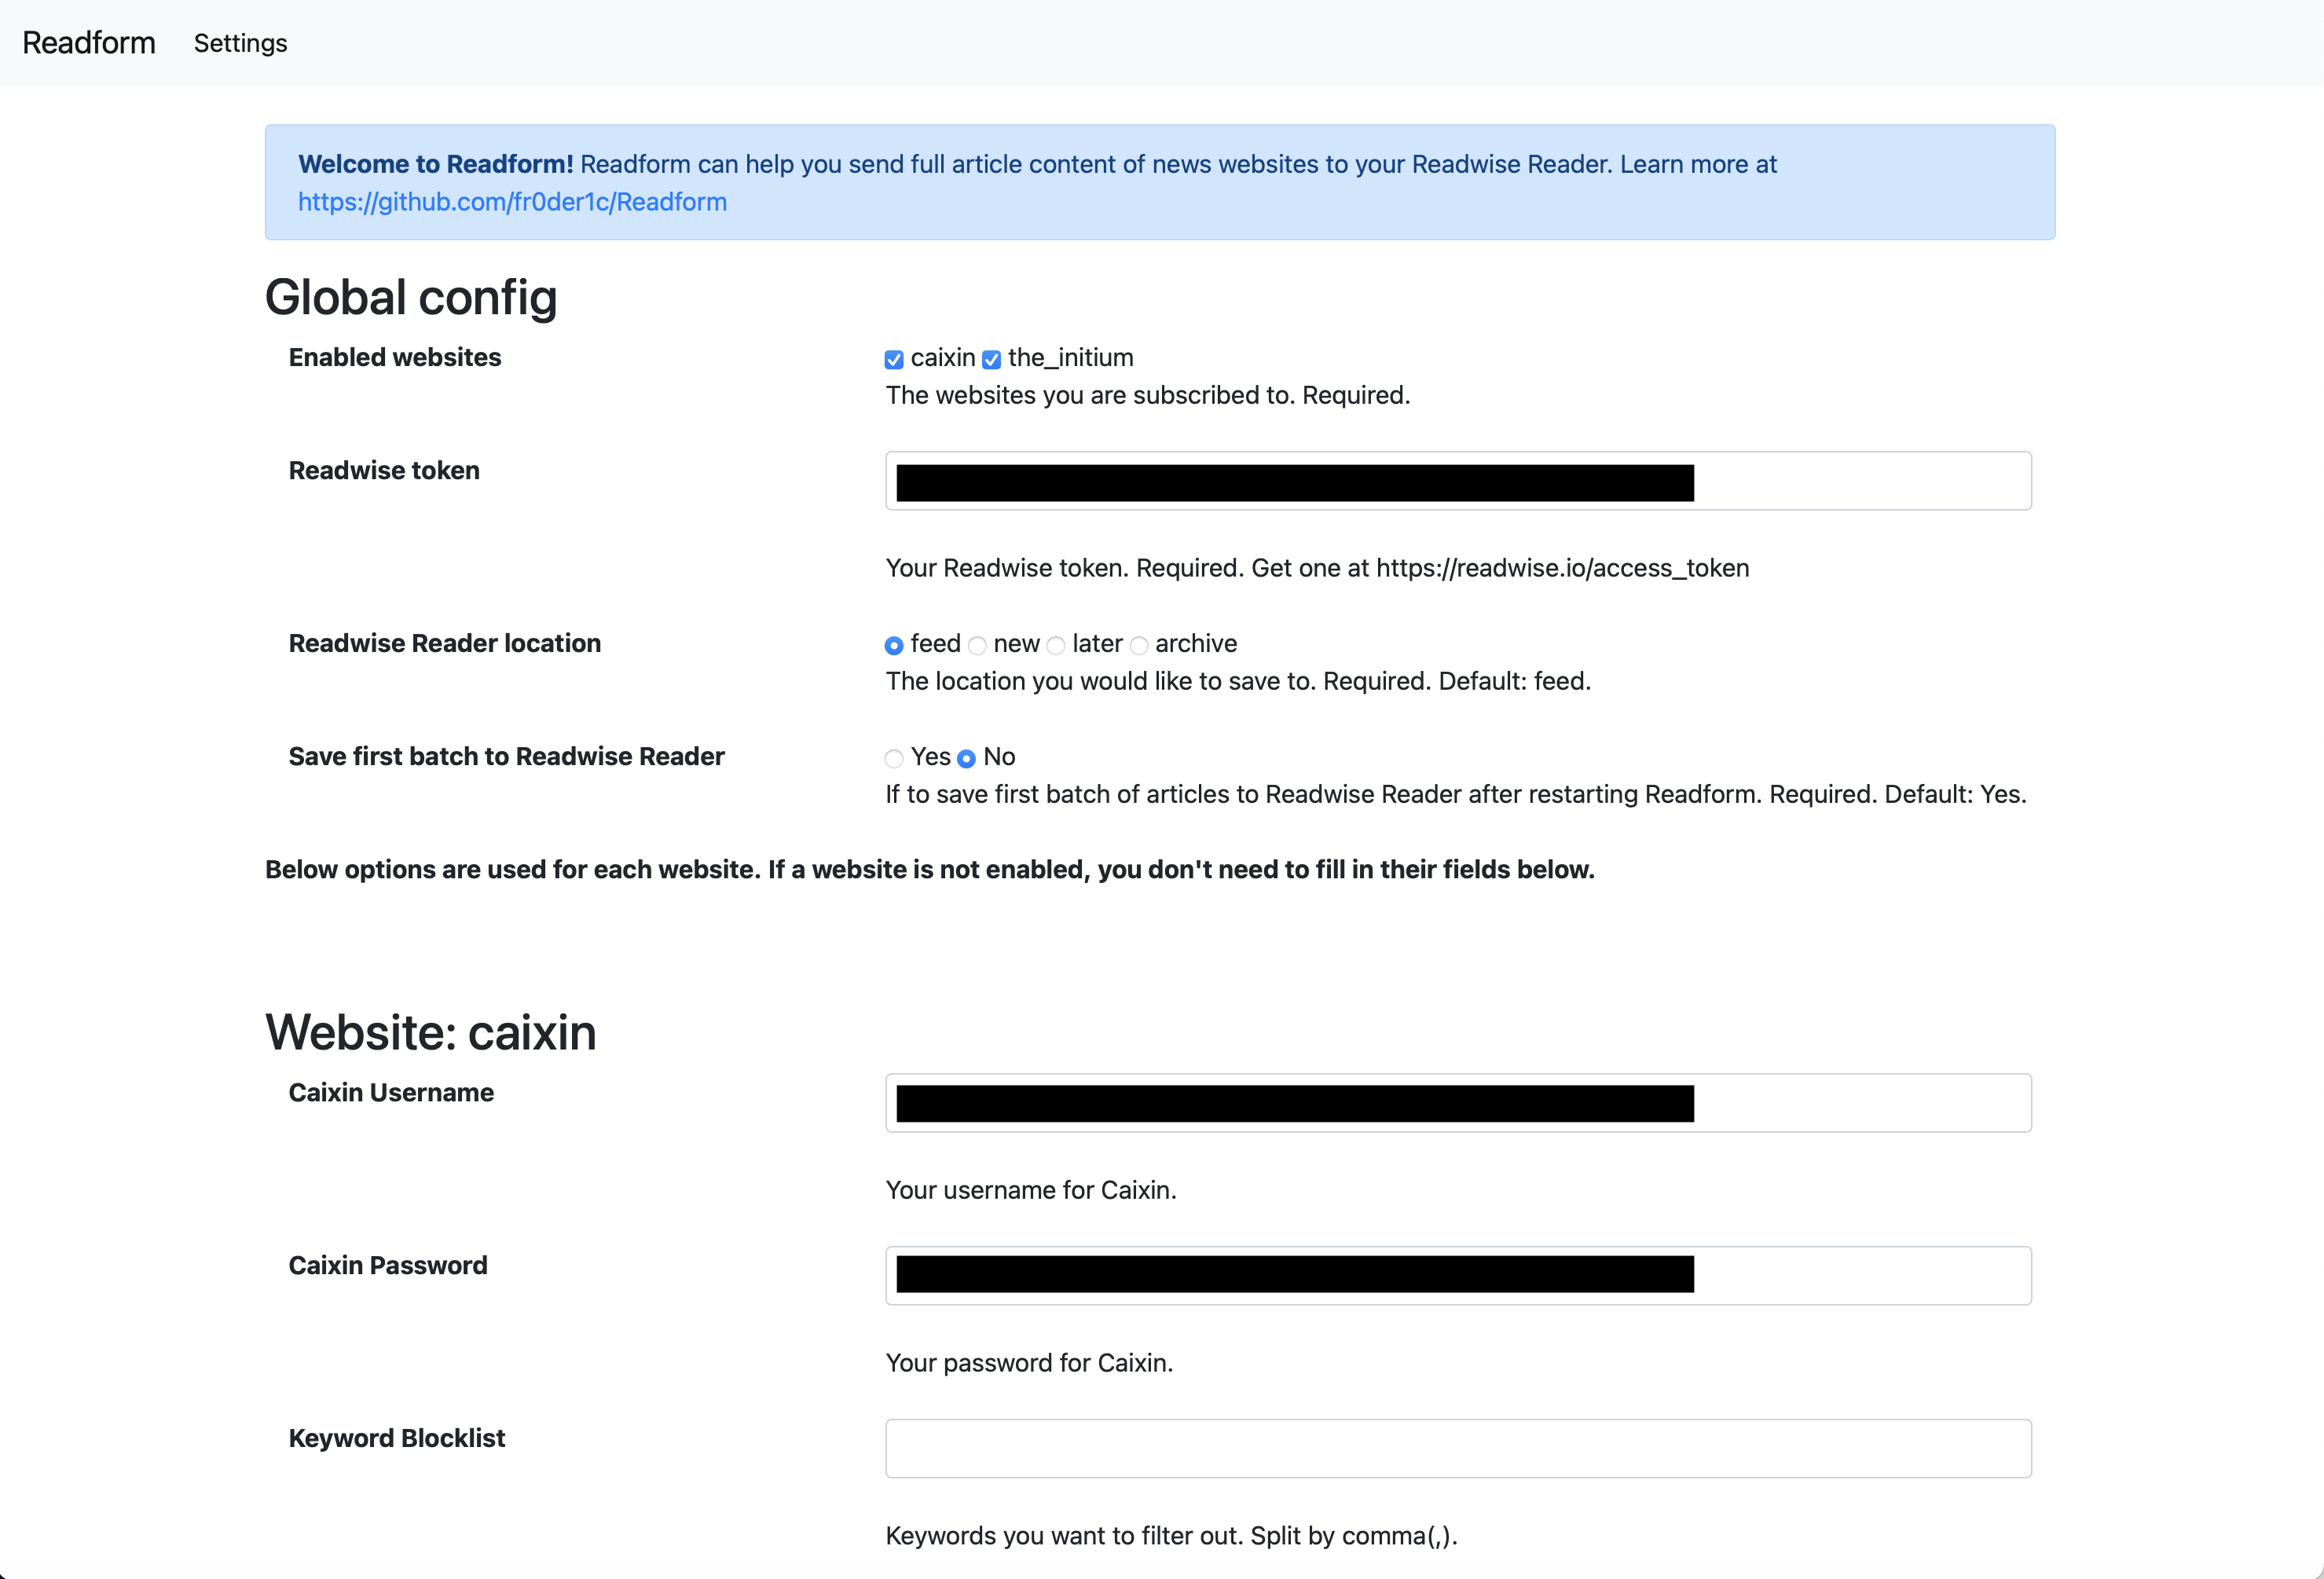 Readform Settings
Welcome to Readform! Readform can help you send full article content of news websites to your Readwise Reader. Learn more at
https://github.com/fr0der1c/Readform
Global config
Enabled websites
caixin the_initium
The websites you are subscribed to. Required.
Readwise token
Your Readwise token. Required. Get one at https://readwise.io/access_token
Readwise Reader location
feed new later archive
The location you would like to save to. Required. Default: feed.
Save first batch to Readwise Reader
Yes No
If to save first batch of articles to Readwise Reader after restarting Readform. Required. Default: Yes.
Below options are used for each website. If a website is not enabled, you don't need to fill in their fields below.
Website: caixin
Caixin Username
Your username for Caixin.
Caixin Password
Your password for Caixin.
Keyword Blocklist
Keywords you want to filter out. Split by comma(,).